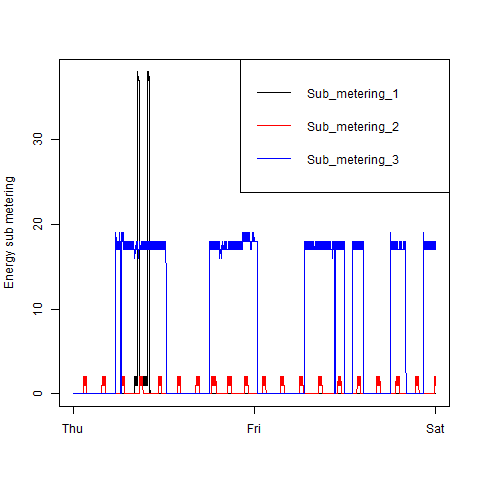 Sub_metering_1
Sub_metering_2
Sub_metering_3
Energy sub metering
30
20
10
0
Thu Fri Sat